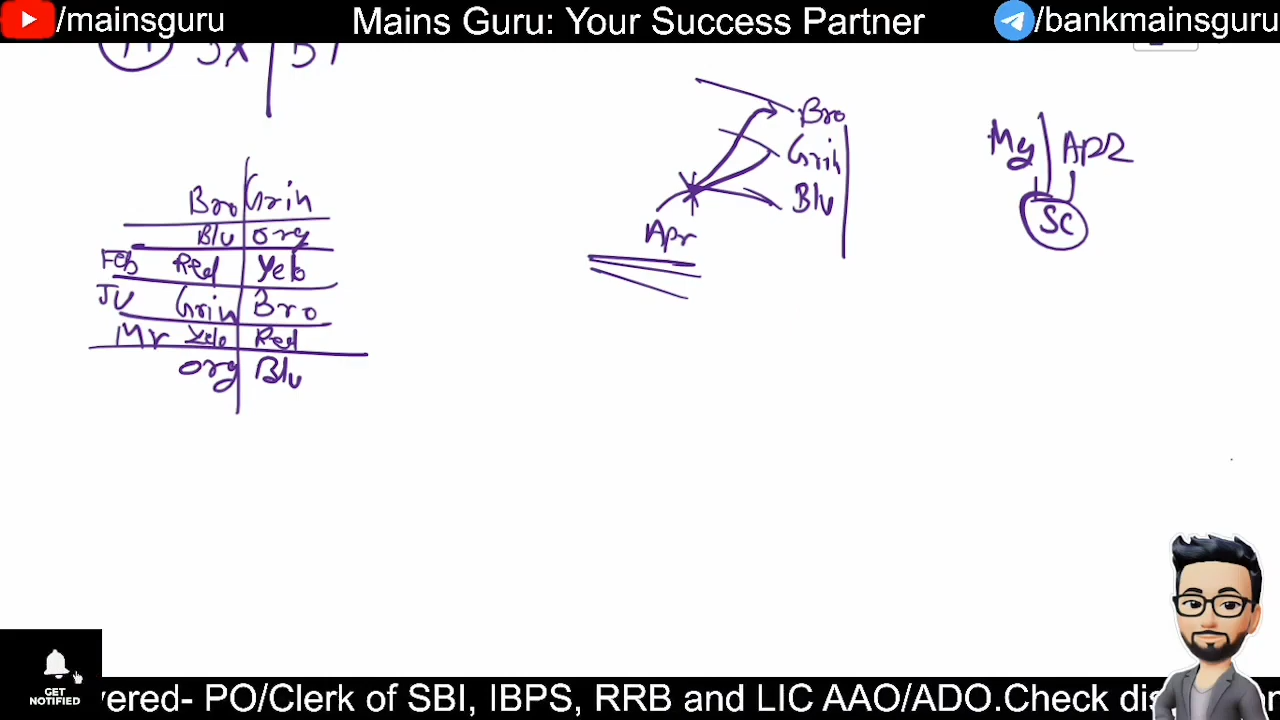 /mainsguru
Mains Guru: Your Success Partner
/bankmainsguru
Bro
Grin
Blu
Apr
My APR
SC
Bro Grin
Blu Org
Feb Red Yelo
JU Grin Bro
Mr Yelo Red
Org Blu
GET
NOTIFIED
vered- PO/Clerk of SBI, IBPS, RRB and LIC AAO/ADO.Check dis